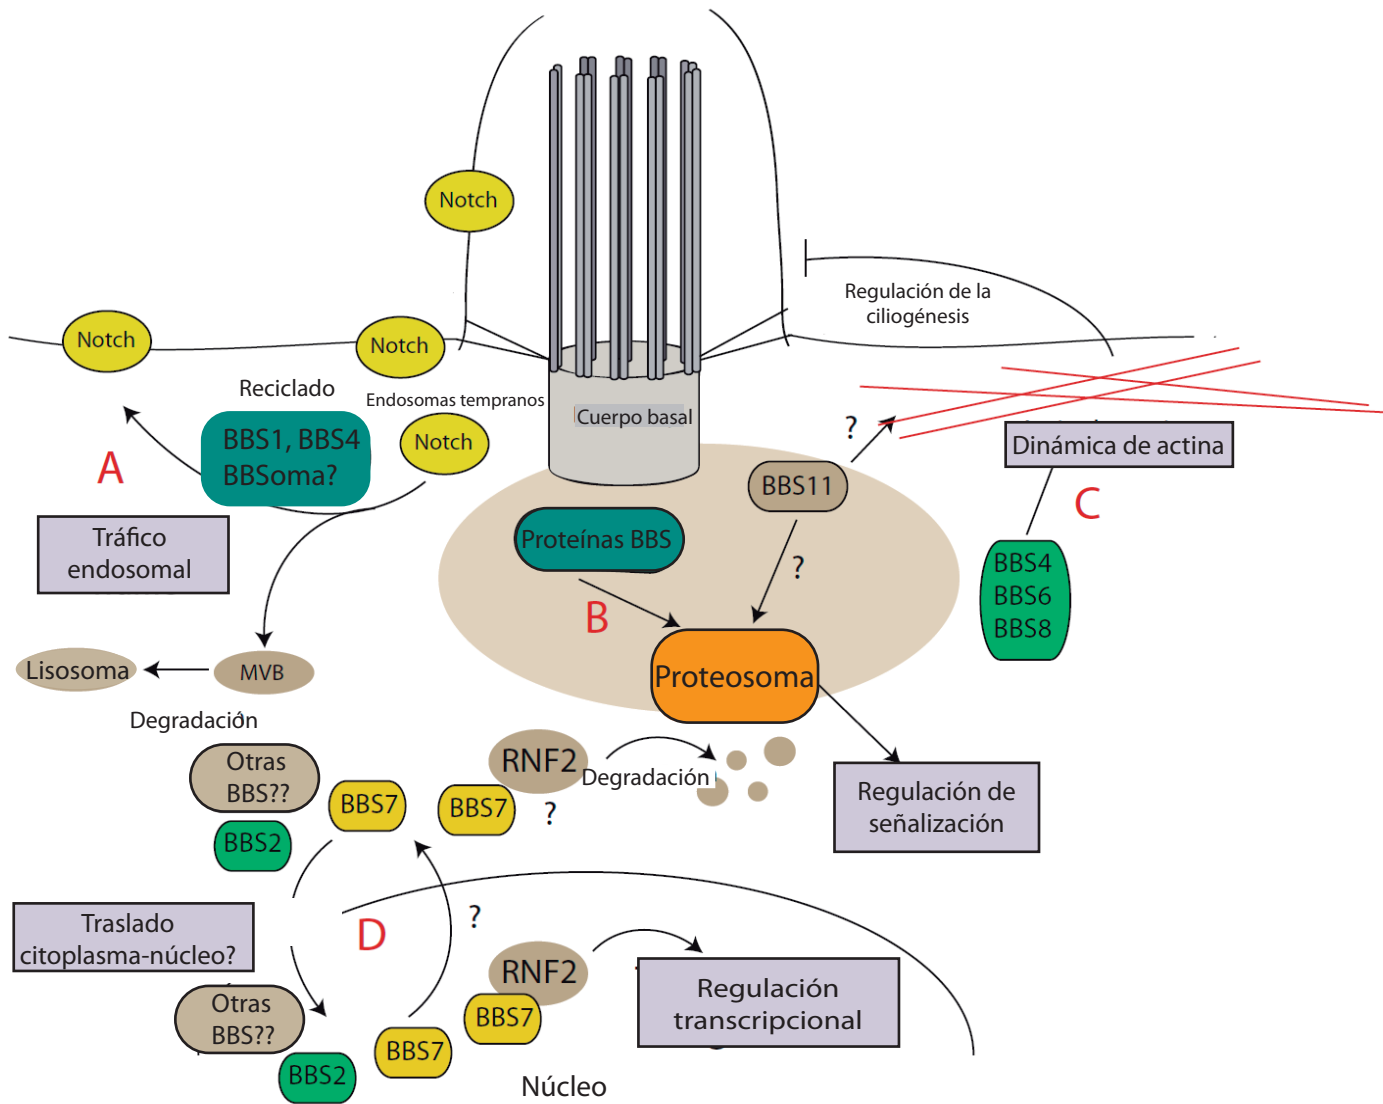 Notch
Notch
Notch
Regulación de la
ciliogénesis
Reciclado
Endosomas tempranos
Notch
BBS1, BBS4
BBSoma?
A
Cuerpo basal
?
Dinámica de actina
BBS11
C
Tráfico
endosomal
Proteínas BBS
?
B
BBS4
BBS6
BBS8
Lisosoma
MVB
Proteosoma
Degradación
Otras
BBS??
BBS7
BBS2
RNF2
BBS7
?
Degradación
Regulación de
señalización
Traslado
citoplasma-núcleo?
D
?
Otras
BBS??
BBS2
BBS7
RNF2
BBS7
Regulación
transcripcional
Núcleo